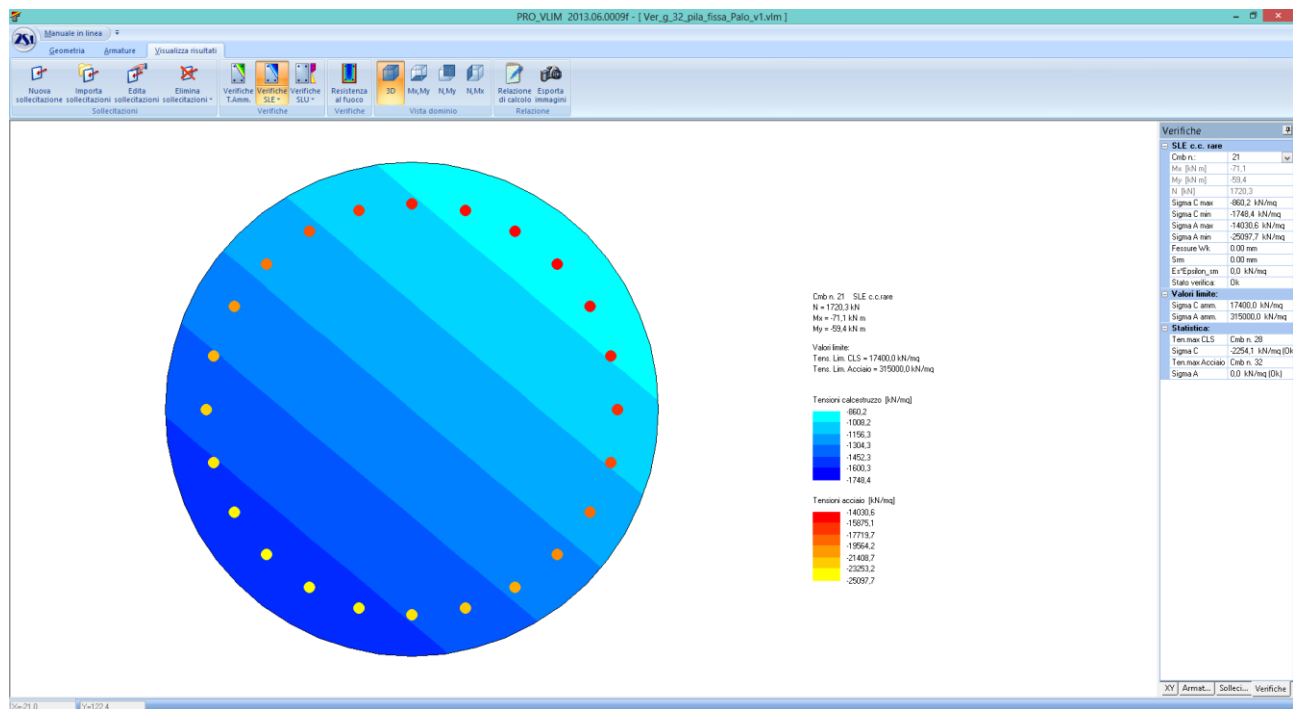 PRO_VLIM 2013.06.0009f - [ Ver_g_32_pila_fissa_Palo_v1.vlm ]
2SI
Manuale in linea
Geometria Armature Visualizza risultati
Nuova sollecitazione
Importa sollecitazioni
Edita sollecitazioni
Elimina sollecitazioni
Verifiche T.Amm.
Verifiche SLE
Verifiche SLU
Resistenza al fuoco
3D
Mx,My
N,My
N,Mx
Relazione di calcolo
Esporta immagini
Sollecitazioni
Verifiche
Verifiche
Vista dominio
Relazione
Cmb n. 21 SLE c.c.rare
N = 1720,3 kN
Mx = -71,1 kN m
My = -59,4 kN m
Valori limite:
Tens. Lim. CLS = 17400,0 kN/mq
Tens. Lim. Acciaio = 315000,0 kN/mq
Tensioni calcestruzzo [kN/mq]
-860,2
-1008,2
-1156,3
-1304,3
-1452,3
-1600,3
-1748,4
Tensioni acciaio [kN/mq]
-14030,6
-15875,1
-17719,7
-19564,2
-21408,7
-23253,2
-25097,7
Verifiche
SLE c.c. rare
Cmb n.: 21
Mx [kN m] -71,1
My [kN m] -59,4
N [kN] 1720,3
Sigma C max -860,2 kN/mq
Sigma C min -1748,4 kN/mq
Sigma A max -14030,6 kN/mq
Sigma A min -25097,7 kN/mq
Fessure Wk 0.00 mm
Srm 0.00 mm
Es*Epsilon_sm 0,0 kN/mq
Stato verifica: Ok
Valori limite:
Sigma C amm. 17400,0 kN/mq
Sigma A amm. 315000,0 kN/mq
Statistica:
Ten.max CLS Cmb n. 28
Sigma C -2254,1 kN/mq (Ok
Ten.max Acciaio Cmb n. 32
Sigma A 0,0 kN/mq (Ok)
XY Armat... Solleci... Verifiche
X=-21.0 Y=122.4